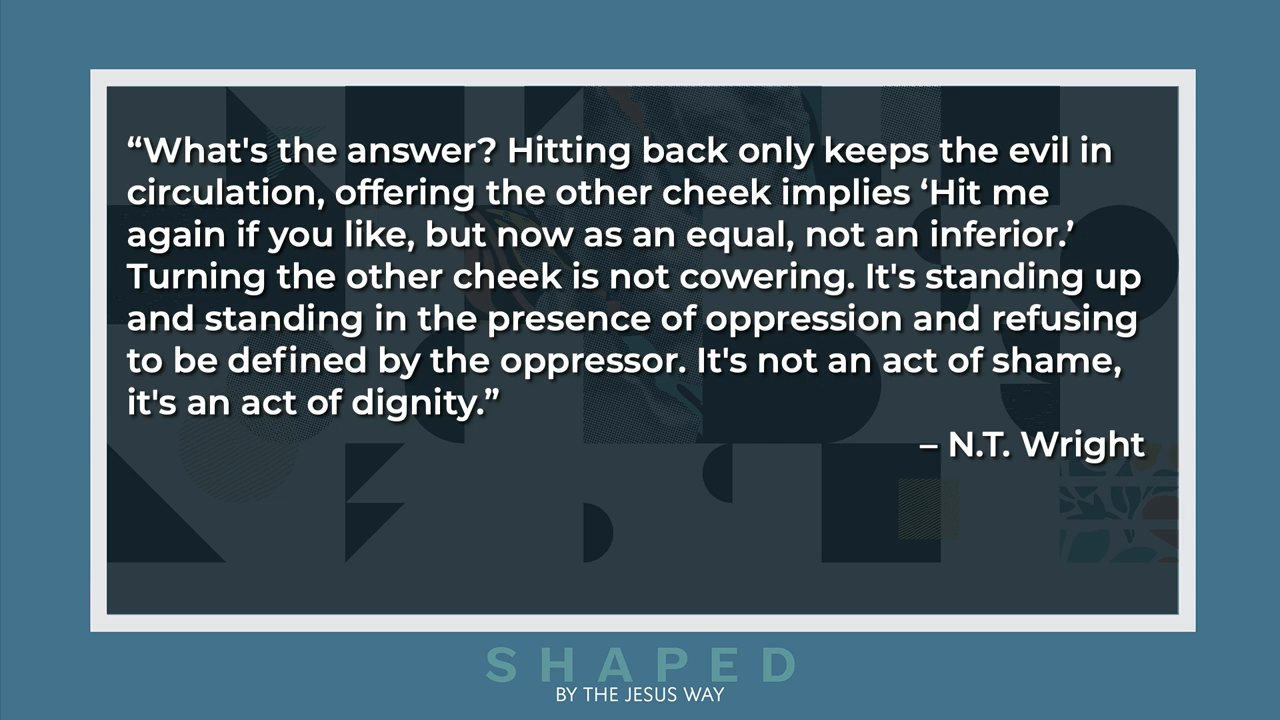 “What's the answer? Hitting back only keeps the evil in
circulation, offering the other cheek implies ‘Hit me
again if you like, but now as an equal, not an inferior.’
Turning the other cheek is not cowering. It's standing up
and standing in the presence of oppression and refusing
to be defined by the oppressor. It's not an act of shame,
it's an act of dignity.”
– N.T. Wright
SHAPED
BY THE JESUS WAY